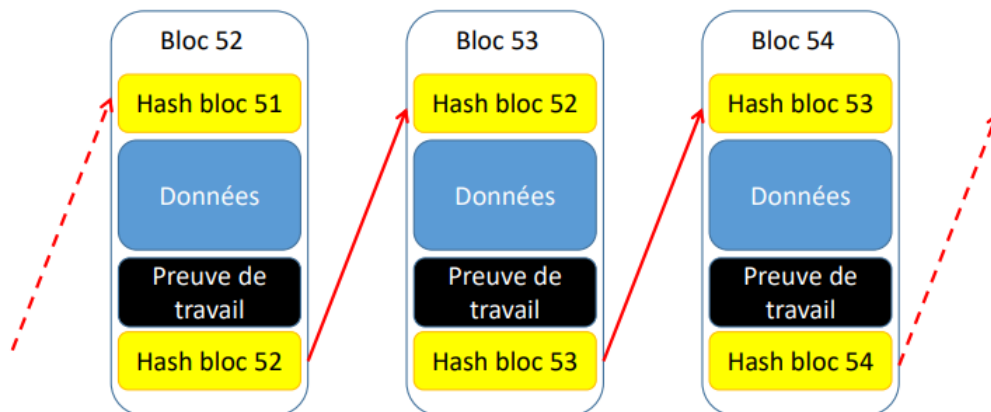 Bloc 52
Hash bloc 51
Données
Preuve de
travail
Hash bloc 52
Bloc 53
Hash bloc 52
Données
Preuve de
travail
Hash bloc 53
Bloc 54
Hash bloc 53
Données
Preuve de
travail
Hash bloc 54